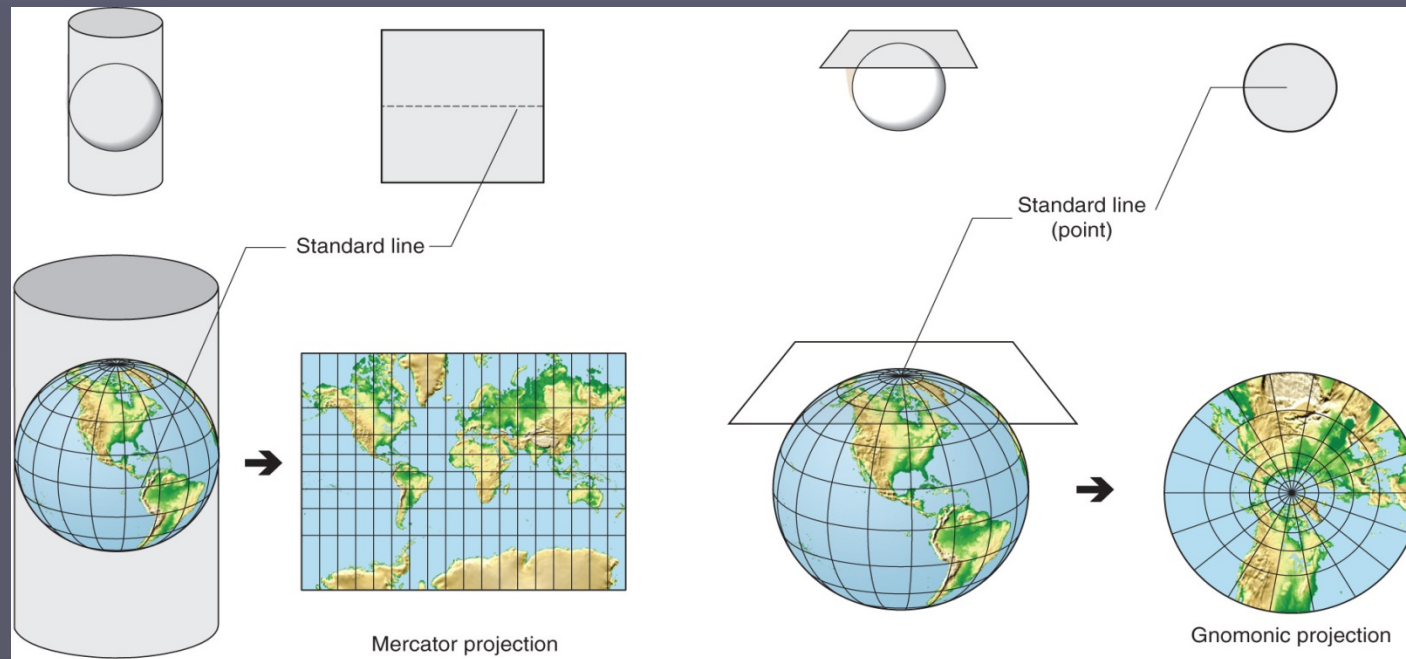 Standard line
Standard line
(point)
Mercator projection
Gnomonic projection